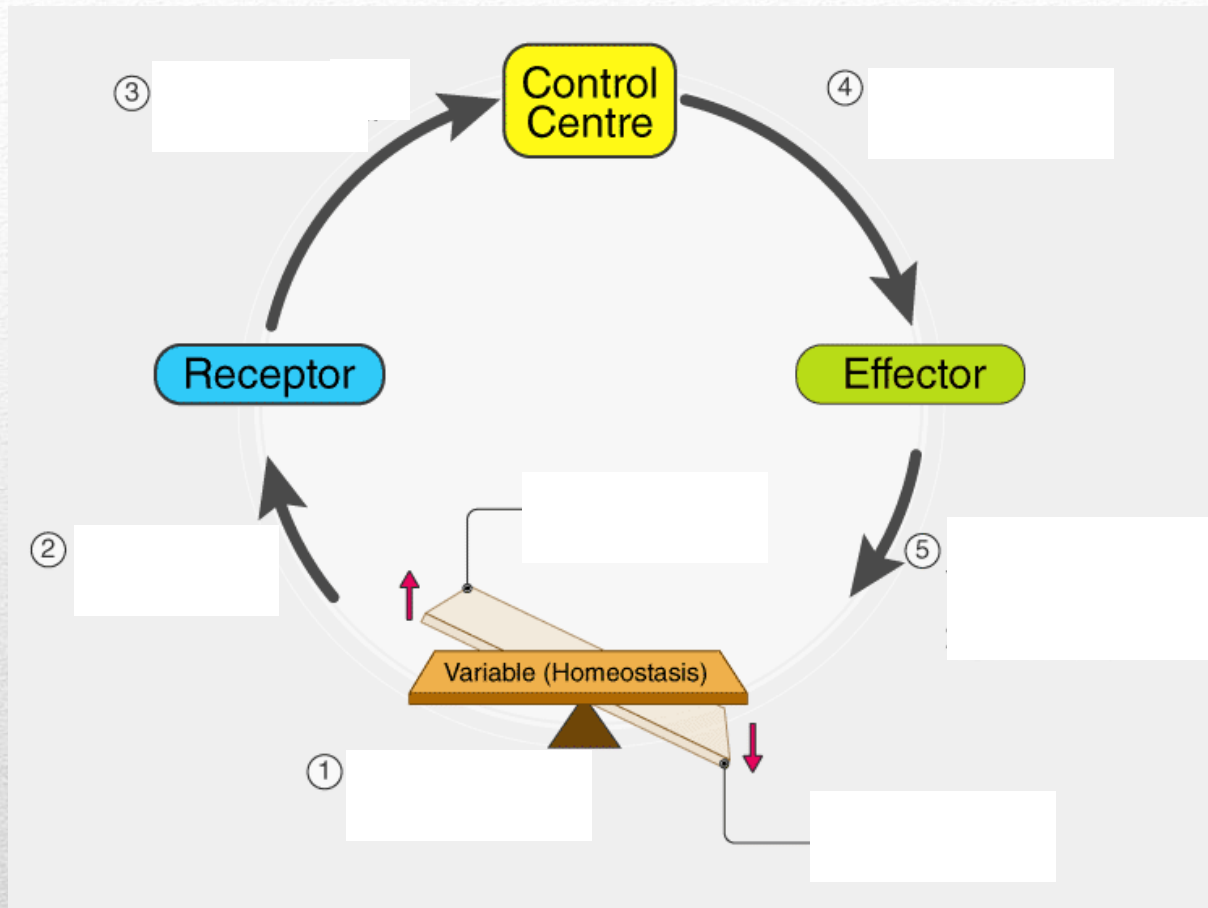 ③
Control
Centre
④
Receptor
Effector
②
⑤
Variable (Homeostasis)
①